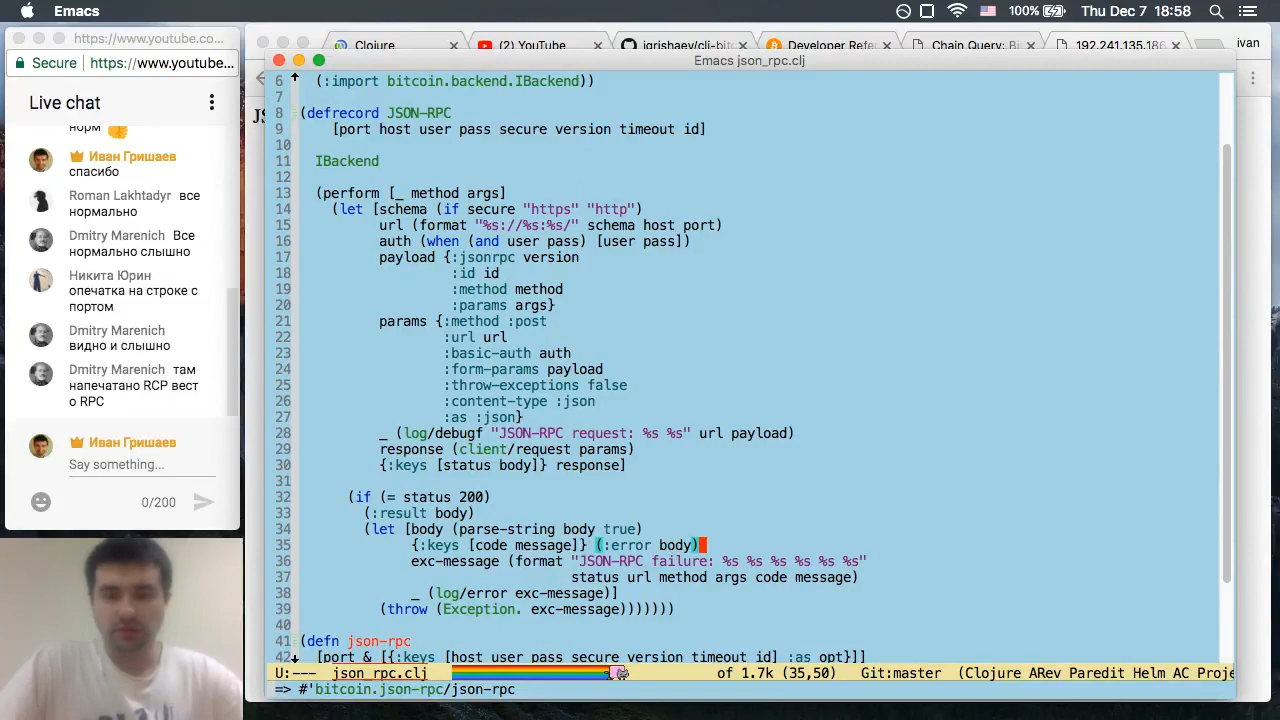 Emacs
100%
Thu Dec 7 18:58
https://www.youtube.co...
Secure
https://www.youtube...
Live chat
норм
Иван Гришаев
спасибо
Roman Lakhtadyr все
нормально
Dmitry Marenich Все
нормально слышно
Никита Юрин
опечатка на строке с
портом
Dmitry Marenich
видно и слышно
Dmitry Marenich там
напечатано RCP вест
о RPC
Иван Гришаев
Say something...
0/200
Clojure
(2) YouTube
igrishaev/cli-bit
Developer Refer
Chain Query Bit
192.241.135.186
ivan
Emacs json_rpc.clj
6 (:import bitcoin.backend.IBackend))
7
8 (defrecord JSON-RPC
9 [port host user pass secure version timeout id]
10
11 IBackend
12
13 (perform [_ method args]
14 (let [schema (if secure "https" "http")
15 url (format "%s://%s:%s/" schema host port)
16 auth (when (and user pass) [user pass])
17 payload {:jsonrpc version
18 :id id
19 :method method
20 :params args}
21 params {:method :post
22 :url url
23 :basic-auth auth
24 :form-params payload
25 :throw-exceptions false
26 :content-type :json
27 :as :json}
28 _ (log/debugf "JSON-RPC request: %s %s" url payload)
29 response (client/request params)
30 {:keys [status body]} response]
31
32 (if (= status 200)
33 (:result body)
34 (let [body (parse-string body true)
35 {:keys [code message]} (:error body)
36 exc-message (format "JSON-RPC failure: %s %s %s %s %s %s"
37 status url method args code message)
38 _ (log/error exc-message)]
39 (throw (Exception. exc-message)))))))
40
41 (defn json-rpc
42 [port & [{:keys [host user pass secure version timeout id] :as opt}]]
U:--- json_rpc.clj of 1.7k (35,50) Git:master (Clojure ARev Paredit Helm AC Proje
=> #'bitcoin.json-rpc/json-rpc